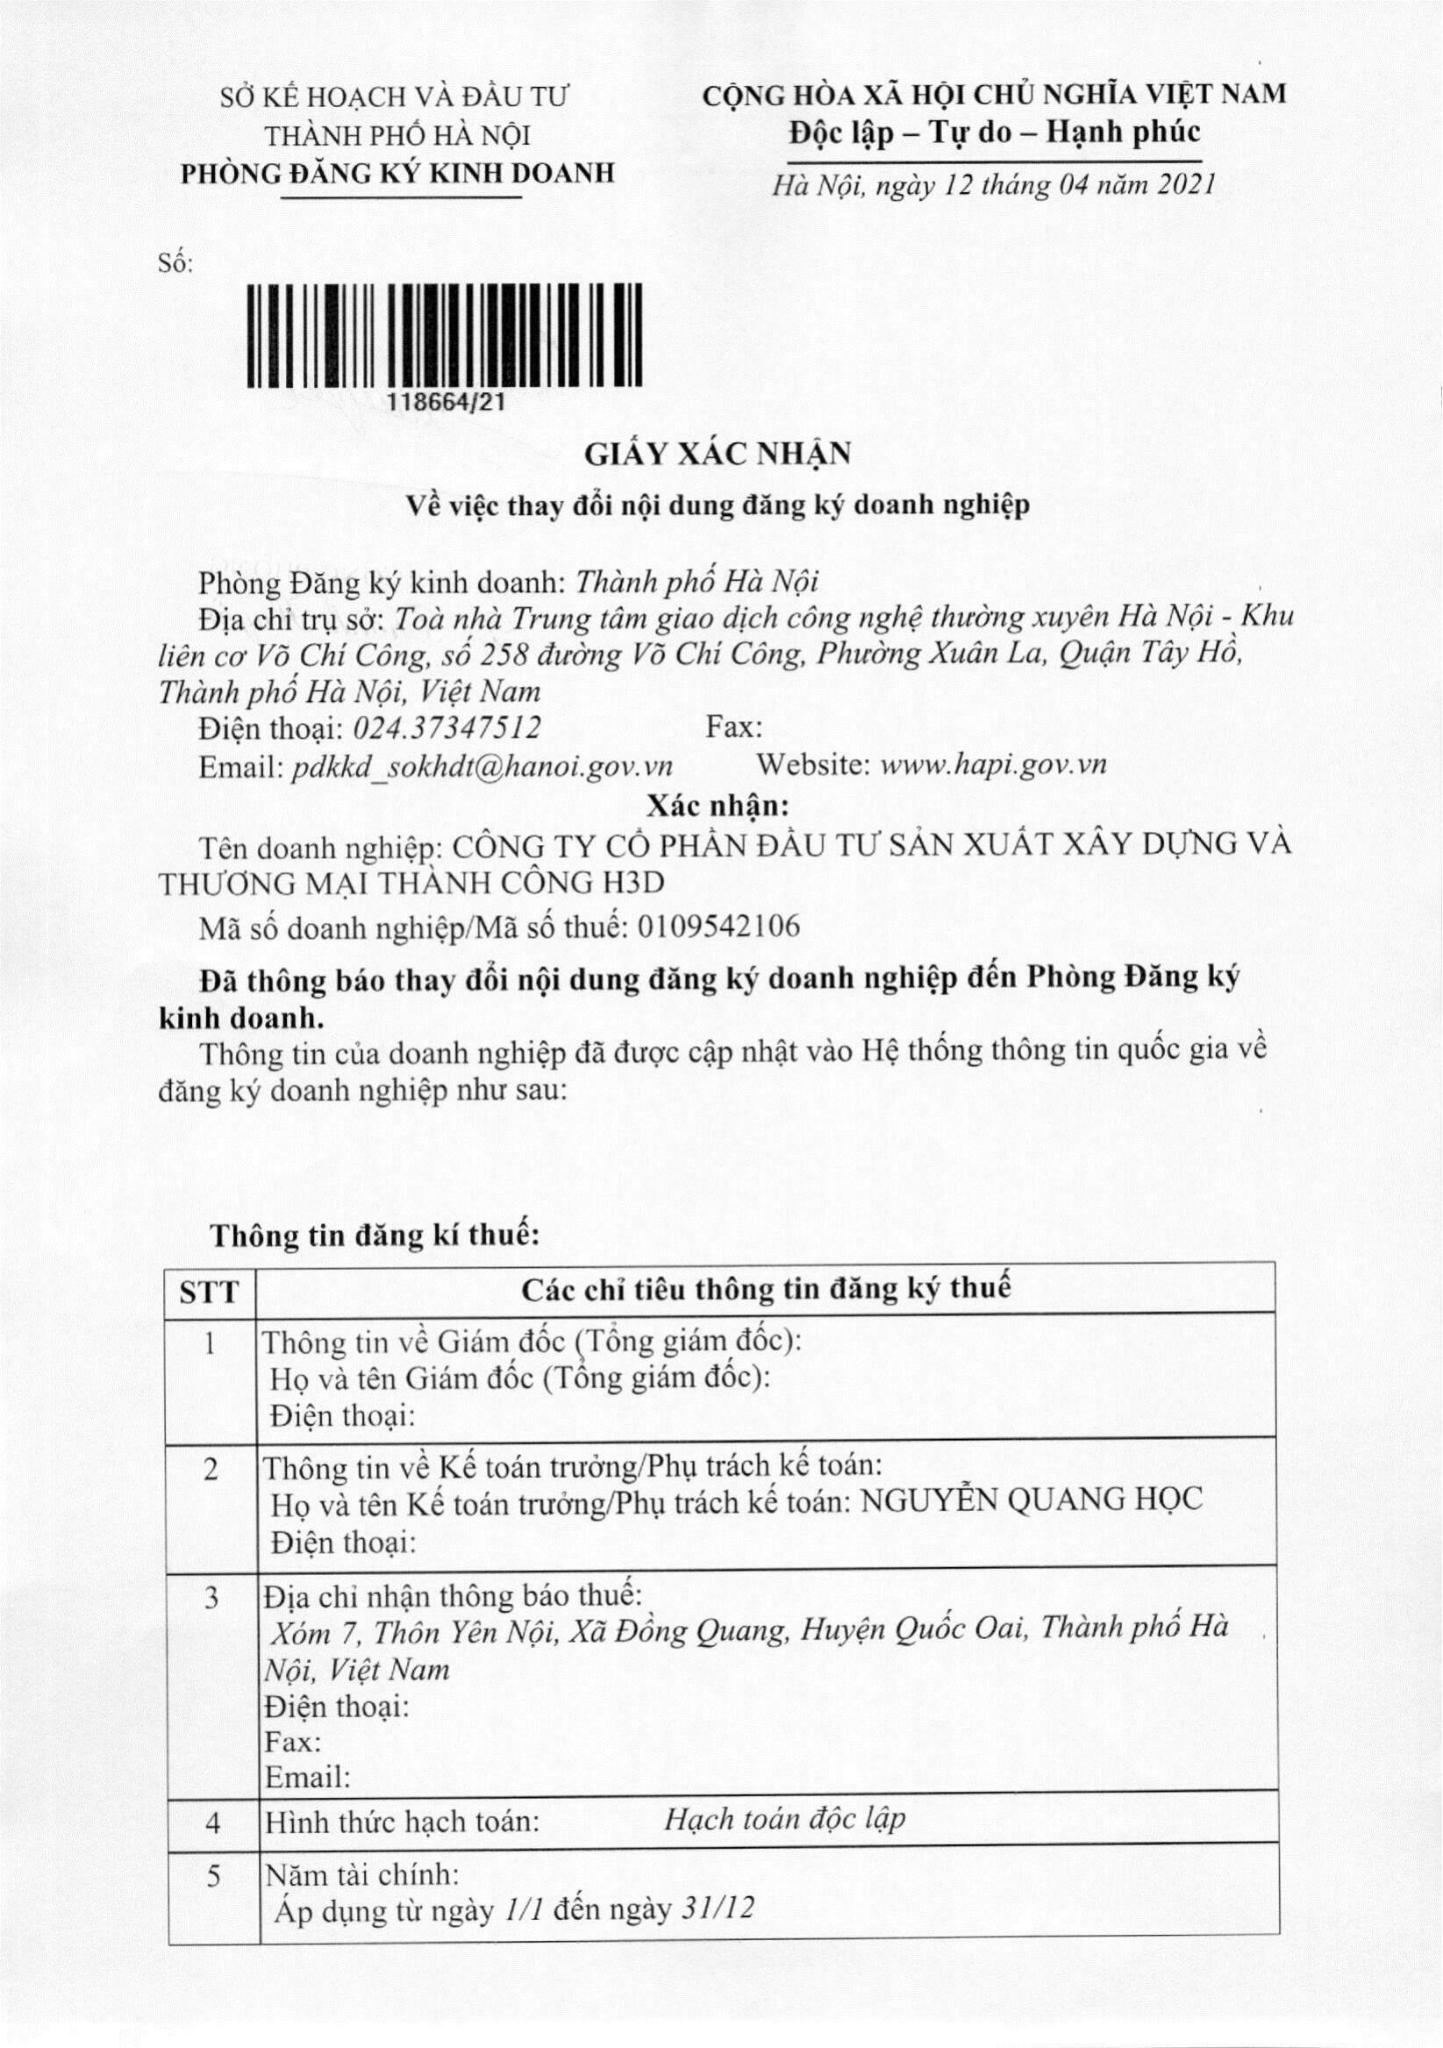 SỞ KẾ HOẠCH VÀ ĐẦU TƯ
THÀNH PHỐ HÀ NỘI
PHÒNG ĐĂNG KÝ KINH DOANH
CỘNG HÒA XÃ HỘI CHỦ NGHĨA VIỆT NAM
Độc lập – Tự do – Hạnh phúc
Hà Nội, ngày 12 tháng 04 năm 2021
Số:
118664/21
GIẤY XÁC NHẬN
Về việc thay đổi nội dung đăng ký doanh nghiệp
Phòng Đăng ký kinh doanh: Thành phố Hà Nội
Địa chỉ trụ sở: Toà nhà Trung tâm giao dịch công nghệ thường xuyên Hà Nội - Khu
liên cơ Võ Chí Công, số 258 đường Võ Chí Công, Phường Xuân La, Quận Tây Hồ,
Thành phố Hà Nội, Việt Nam
Điện thoại: 024.37347512 Fax:
Email: pdkkd_sokhdt@hanoi.gov.vn Website: www.hapi.gov.vn
Xác nhận:
Tên doanh nghiệp: CÔNG TY CỔ PHẦN ĐẦU TƯ SẢN XUẤT XÂY DỰNG VÀ
THƯƠNG MẠI THÀNH CÔNG H3D
Mã số doanh nghiệp/Mã số thuế: 0109542106
Đã thông báo thay đổi nội dung đăng ký doanh nghiệp đến Phòng Đăng ký
kinh doanh.
Thông tin của doanh nghiệp đã được cập nhật vào Hệ thống thông tin quốc gia về
đăng ký doanh nghiệp như sau:
Thông tin đăng kí thuế:
STT Các chỉ tiêu thông tin đăng ký thuế
1 Thông tin về Giám đốc (Tổng giám đốc):
Họ và tên Giám đốc (Tổng giám đốc):
Điện thoại:
2 Thông tin về Kế toán trưởng/Phụ trách kế toán:
Họ và tên Kế toán trưởng/Phụ trách kế toán: NGUYỄN QUANG HỌC
Điện thoại:
3 Địa chỉ nhận thông báo thuế:
Xóm 7, Thôn Yên Nội, Xã Đồng Quang, Huyện Quốc Oai, Thành phố Hà
Nội, Việt Nam
Điện thoại:
Fax:
Email:
4 Hình thức hạch toán: Hạch toán độc lập
5 Năm tài chính:
Áp dụng từ ngày 1/1 đến ngày 31/12